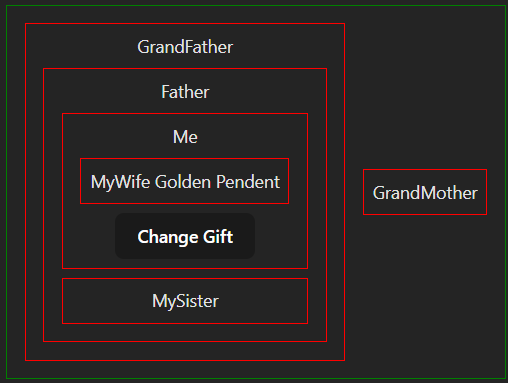 GrandFather
Father
Me
MyWife Golden Pendent
Change Gift
MySister
GrandMother